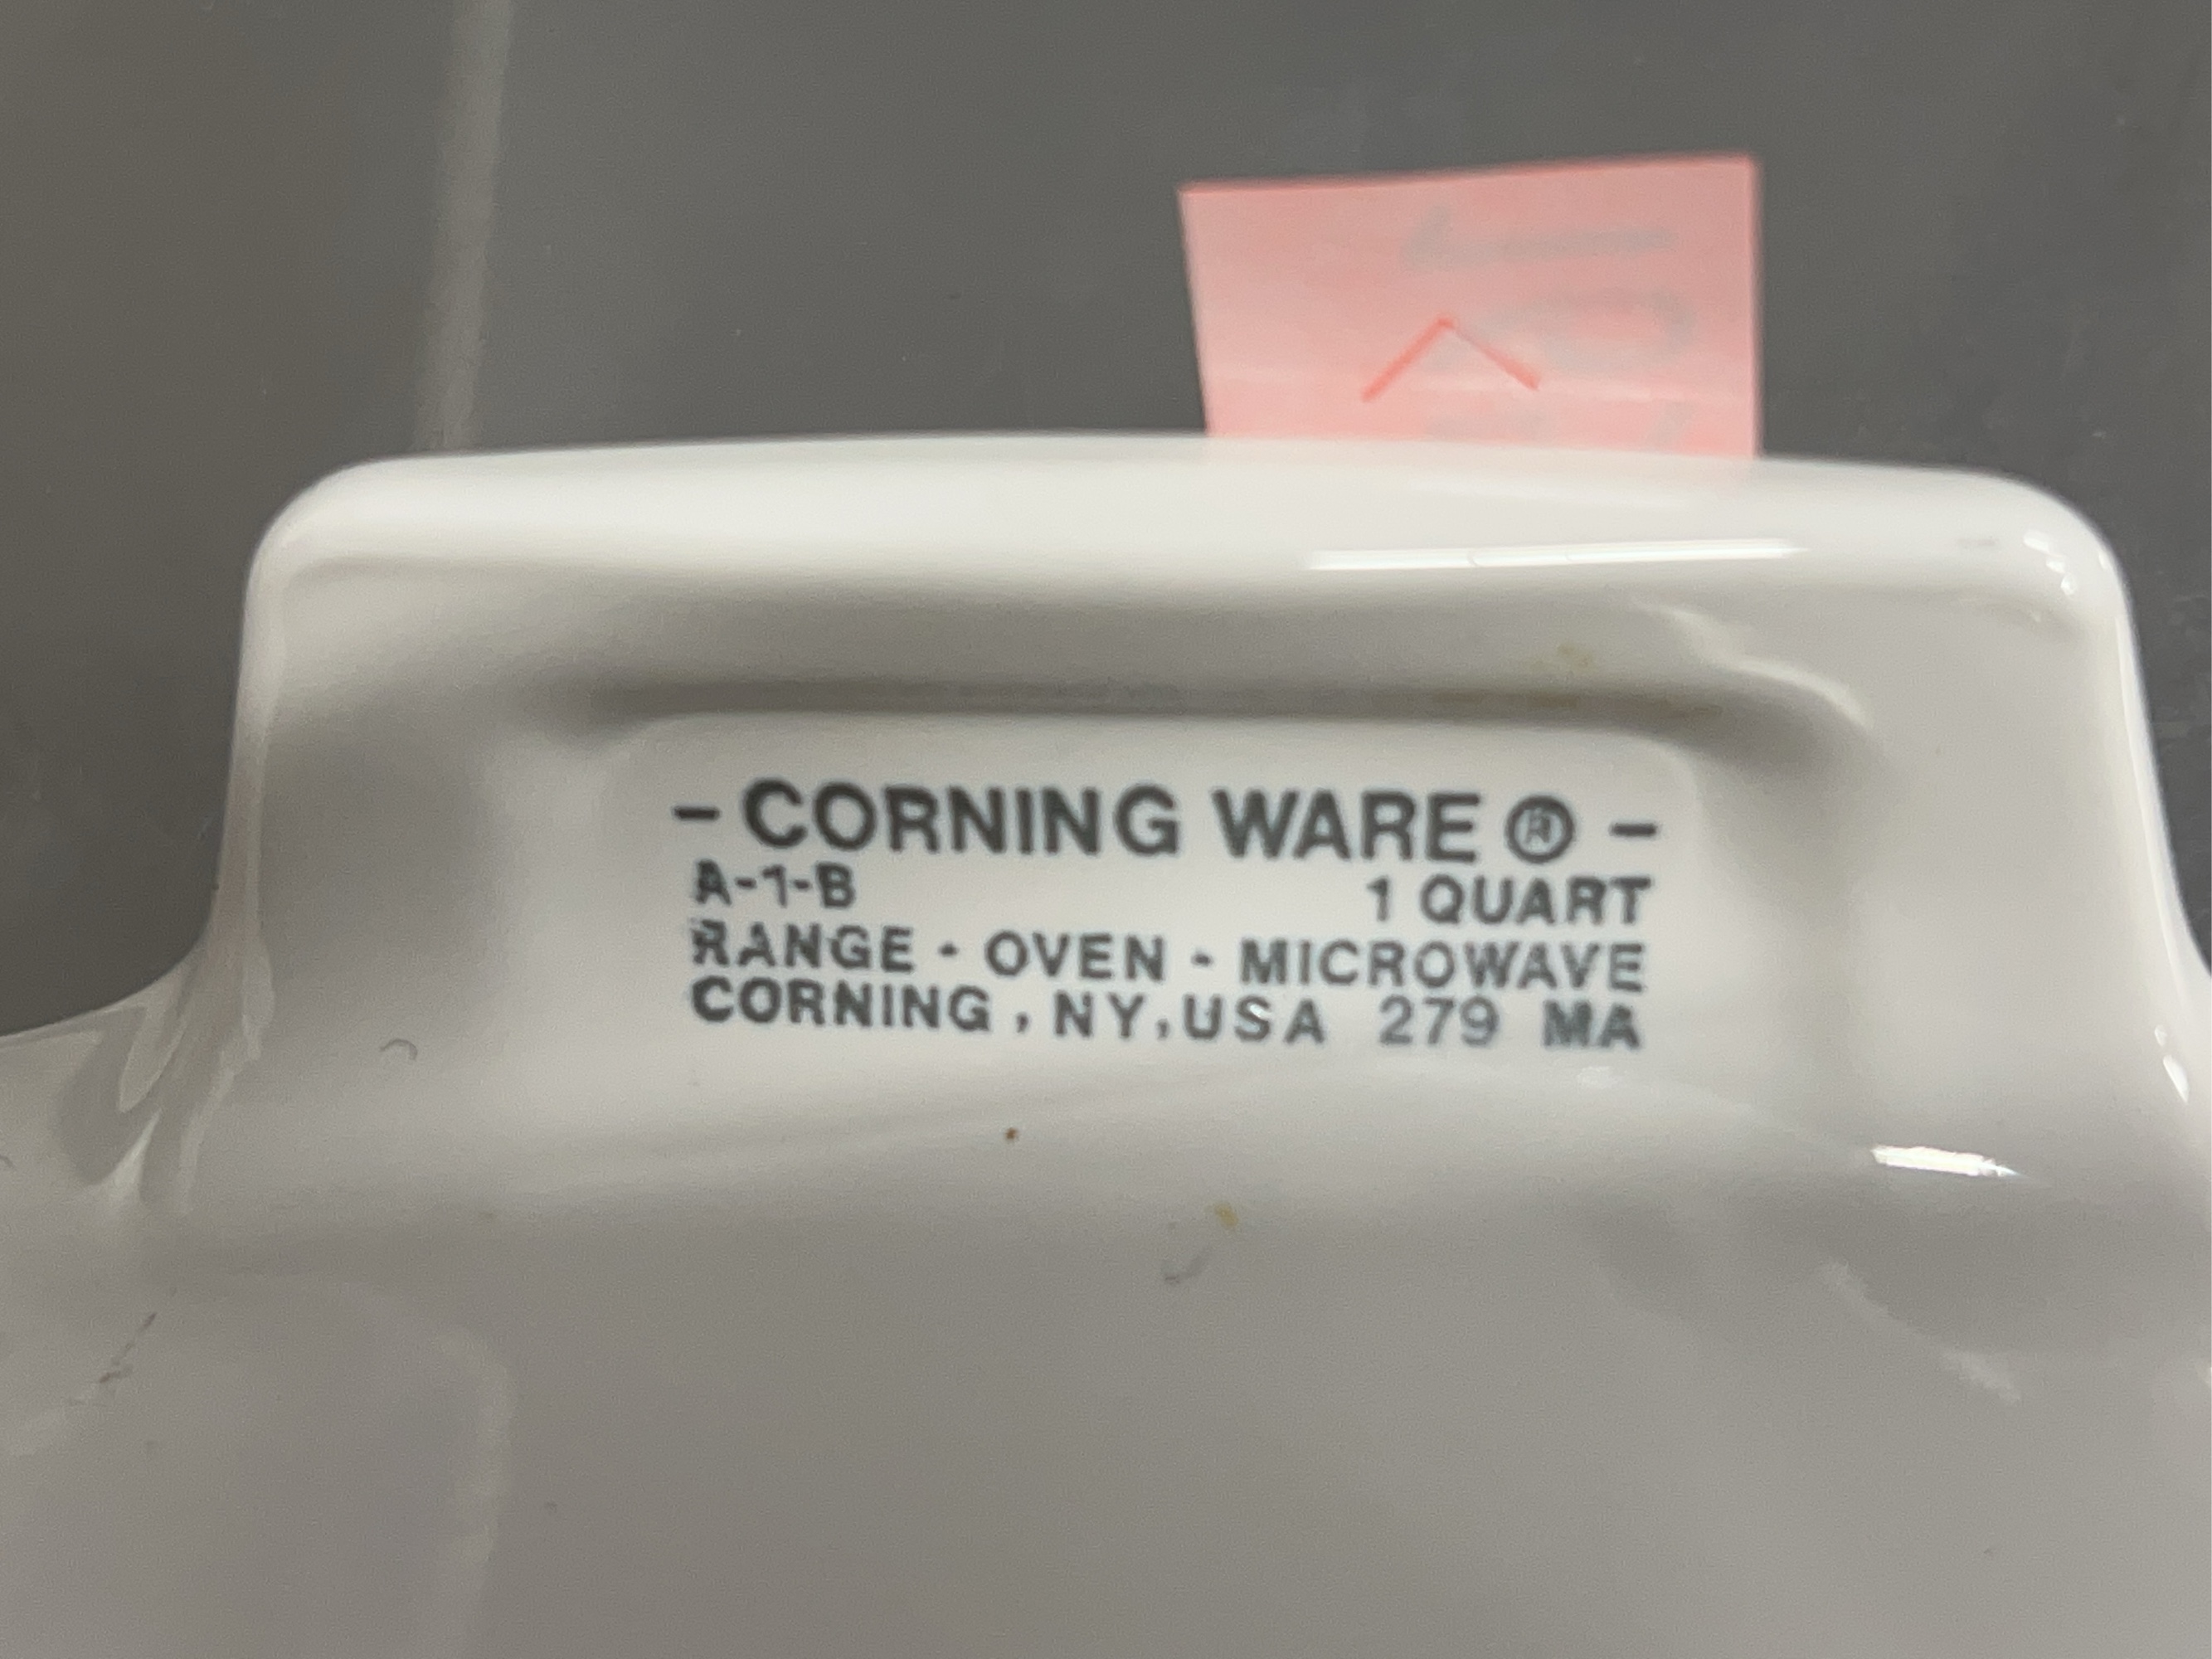 - CORNING WARE ® -
A-1-B 1 QUART
RANGE - OVEN - MICROWAVE
CORNING, NY, USA 279 MA